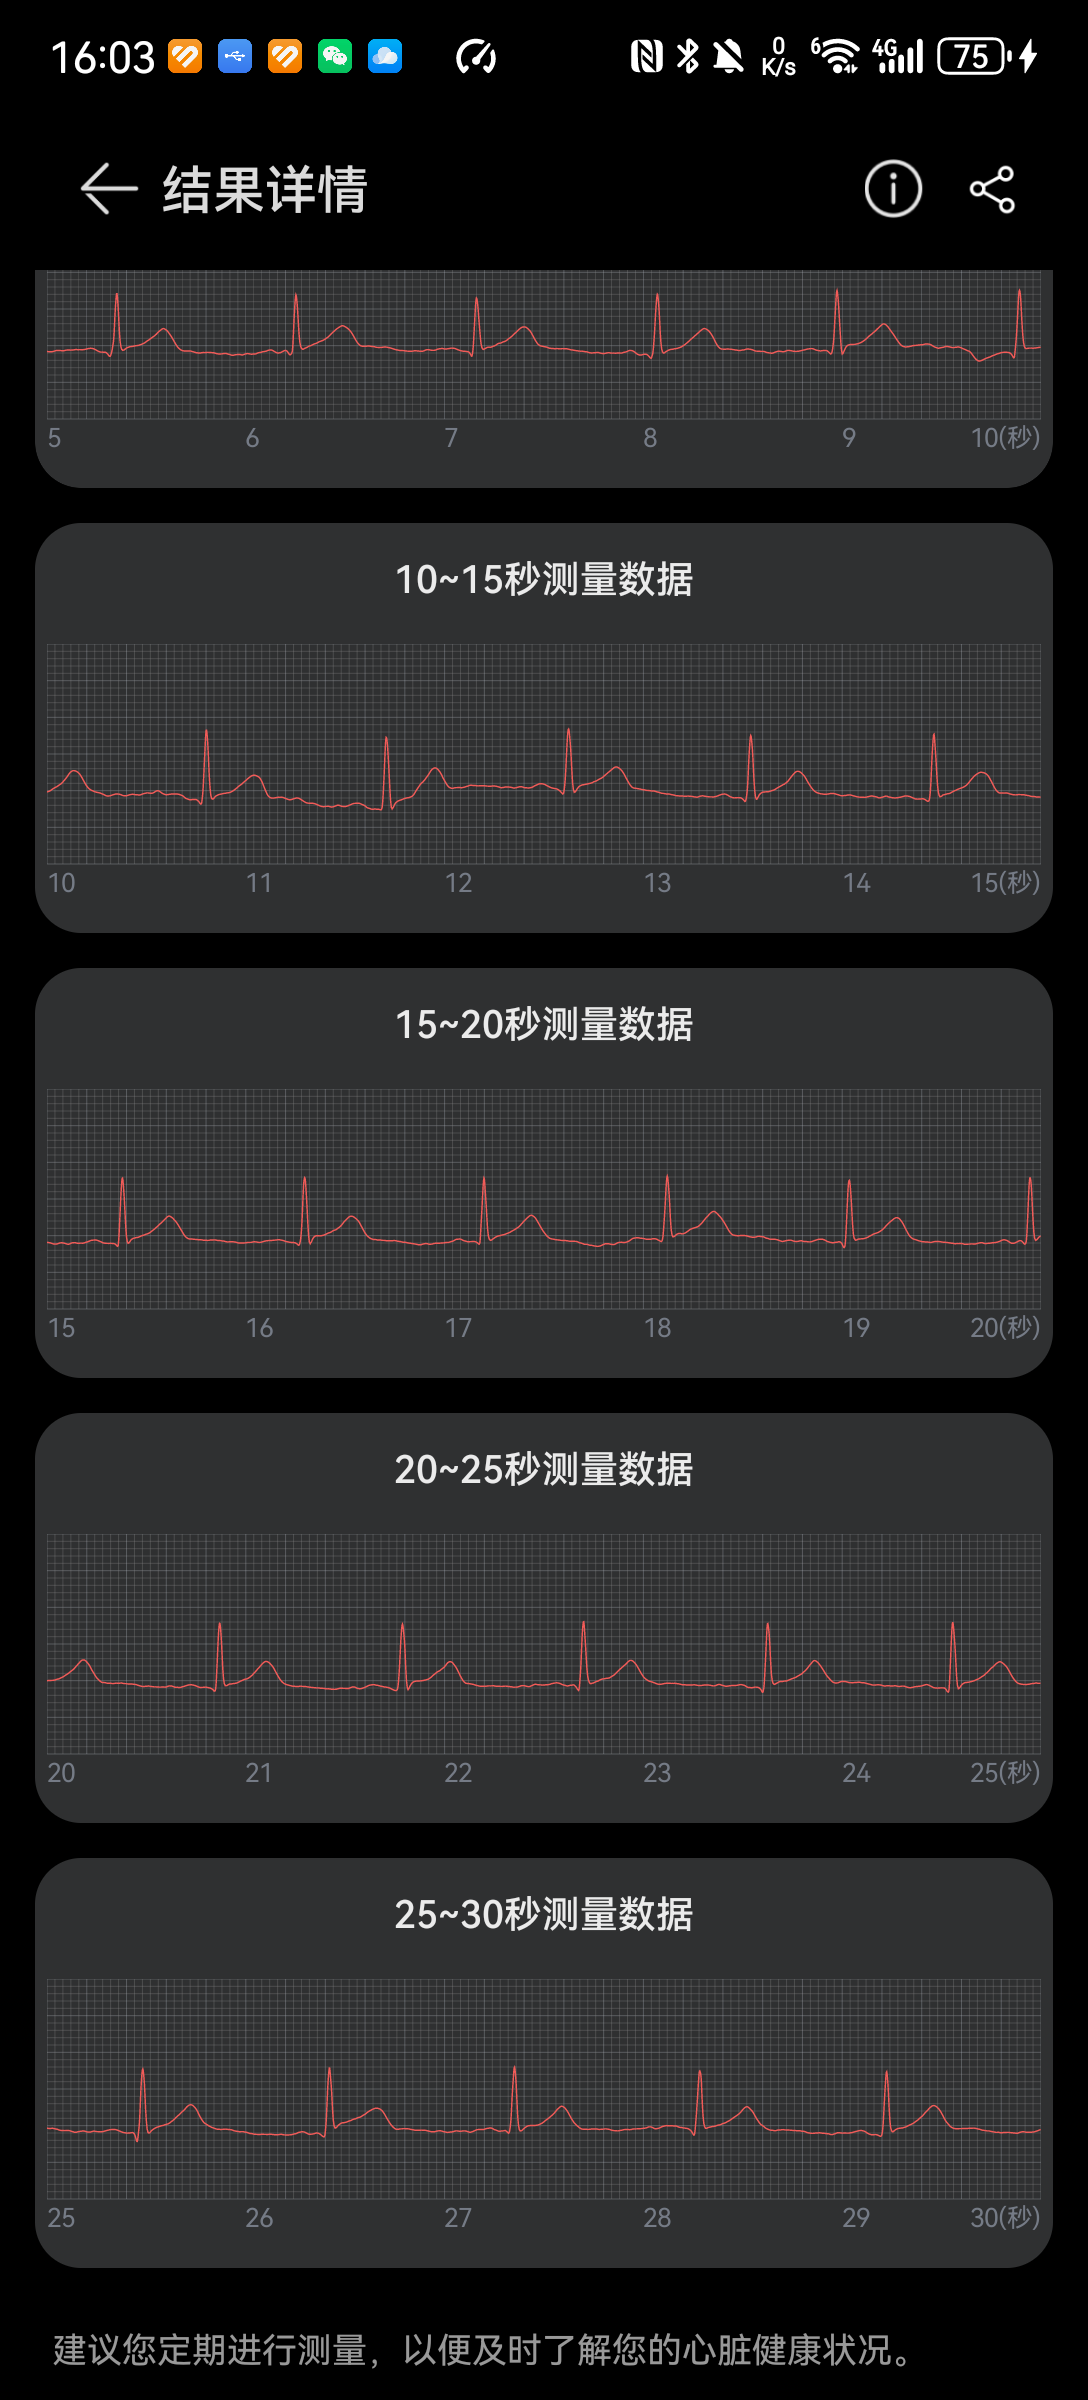 16:03 0 K/s 6 4G 75
结果详情
5 6 7 8 9 10(秒)
10~15秒测量数据
10 11 12 13 14 15(秒)
15~20秒测量数据
15 16 17 18 19 20(秒)
20~25秒测量数据
20 21 22 23 24 25(秒)
25~30秒测量数据
25 26 27 28 29 30(秒)
建议您定期进行测量，以便及时了解您的心脏健康状况。